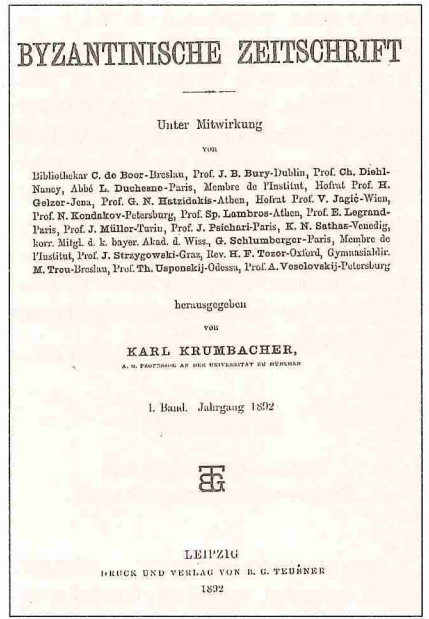 BYZANTINISCHE ZEITSCHRIFT
Unter Mitwirkung
von
Bibliothekar C. de Boor-Breslau, Prof. J. B. Bury-Dublin, Prof. Ch. Diehl-
Nancy, Abbé L. Duchesne-Paris, Membre de l'Institut, Hofrat Prof. H.
Gelzer-Jena, Prof. G. N. Hatzidakis-Athen, Hofrat Prof. V. Jagić-Wien,
Prof. N. Kondakov-Petersburg, Prof. Sp. Lambros-Athen, Prof. E. Legrand-
Paris, Prof. J. Müller-Turin, Prof. J. Psichari-Paris, K. N. Sathas-Venedig,
korr. Mitgl. d. k. bayer. Akad. d. Wiss., G. Schlumberger-Paris, Membre de
l'Institut, Prof. J. Strzygowski-Graz, Rev. H. F. Tozer-Oxford, Gymnasialdir.
M. Treu-Breslau, Prof. Th. Uspenskij-Odessa, Prof. A. Veselovskij-Petersburg
herausgegeben
von
KARL KRUMBACHER,
A. O. PROFESSOR AN DER UNIVERSITÄT ZU MÜNCHEN
I. Band. Jahrgang 1892
BTG
LEIPZIG
DRUCK UND VERLAG VON B. G. TEUBNER
1892